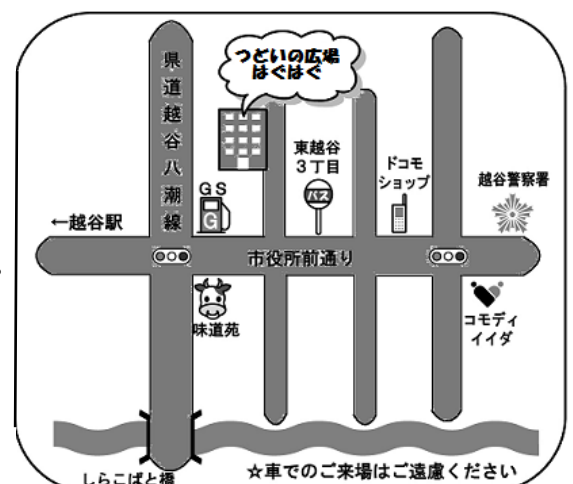 つどいの広場
はぐはぐ
県道越谷八潮線
東越谷
3丁目
バス
ドコモ
ショップ
越谷警察署
GS
G
←越谷駅
市役所前通り
味道苑
コモディ
イイダ
しらこばと橋
☆車でのご来場はご遠慮ください